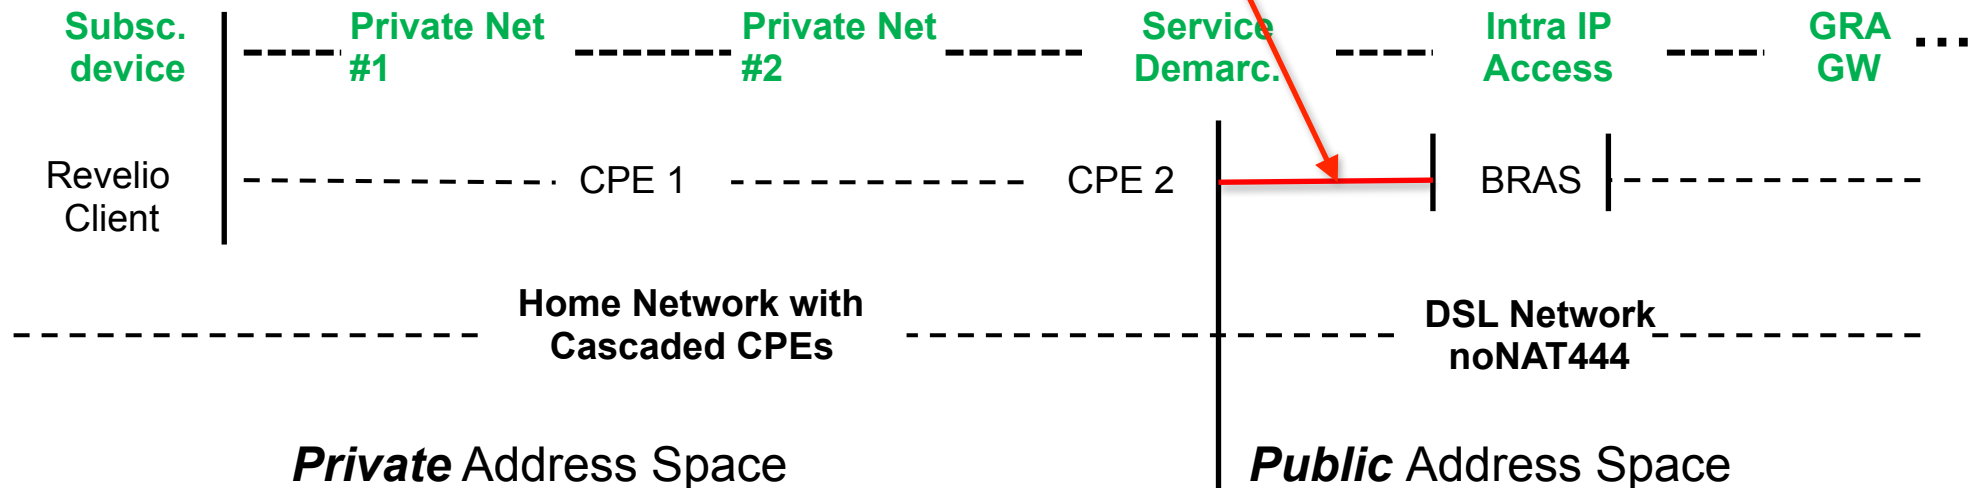 Subsc. device
Private Net #1
Private Net #2
Service Demarc.
Intra IP Access
GRA GW ...
Revelio Client
CPE 1
CPE 2
BRAS
Home Network with Cascaded CPEs
DSL Network noNAT444
Private Address Space
Public Address Space